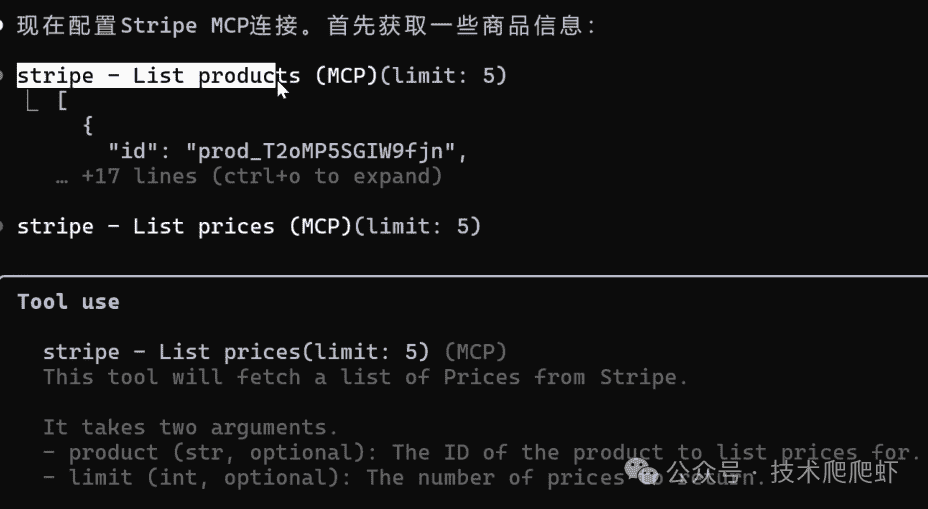 现在配置Stripe MCP连接。首先获取一些商品信息：
stripe - List products (MCP)(limit: 5)
[
{
"id": "prod_T2oMP5SGIW9fjn",
… +17 lines (ctrl+o to expand)
stripe - List prices (MCP)(limit: 5)
Tool use
stripe - List prices(limit: 5) (MCP)
This tool will fetch a list of Prices from Stripe.
It takes two arguments.
- product (str, optional): The ID of the product to list prices for.
- limit (int, optional): The number of prices to return.
公众号 · 技术爬爬虾